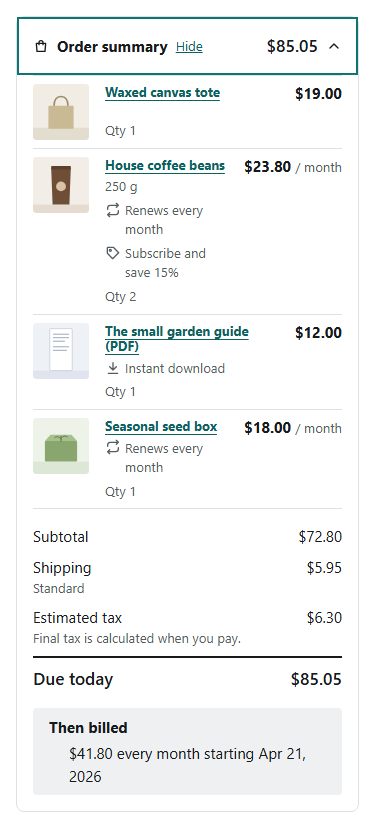 Order summary Hide $85.05
Waxed canvas tote $19.00
Qty 1
House coffee beans $23.80 / month
250 g
Renews every
month
Subscribe and
save 15%
Qty 2
The small garden guide $12.00
(PDF)
Instant download
Qty 1
Seasonal seed box $18.00 / month
Renews every
month
Qty 1
Subtotal $72.80
Shipping $5.95
Standard
Estimated tax $6.30
Final tax is calculated when you pay.
Due today $85.05
Then billed
$41.80 every month starting Apr 21,
2026